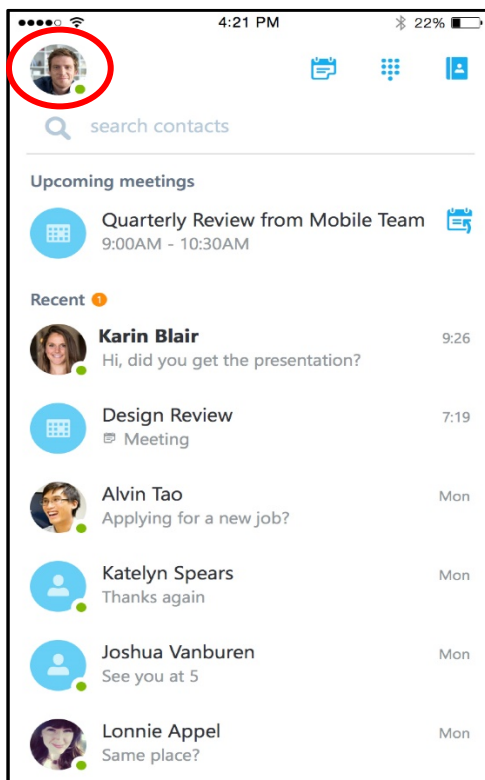 4:21 PM 22%
search contacts
Upcoming meetings
Quarterly Review from Mobile Team
9:00AM - 10:30AM
Recent 1
Karin Blair 9:26
Hi, did you get the presentation?
Design Review 7:19
Meeting
Alvin Tao Mon
Applying for a new job?
Katelyn Spears Mon
Thanks again
Joshua Vanburen Mon
See you at 5
Lonnie Appel Mon
Same place?